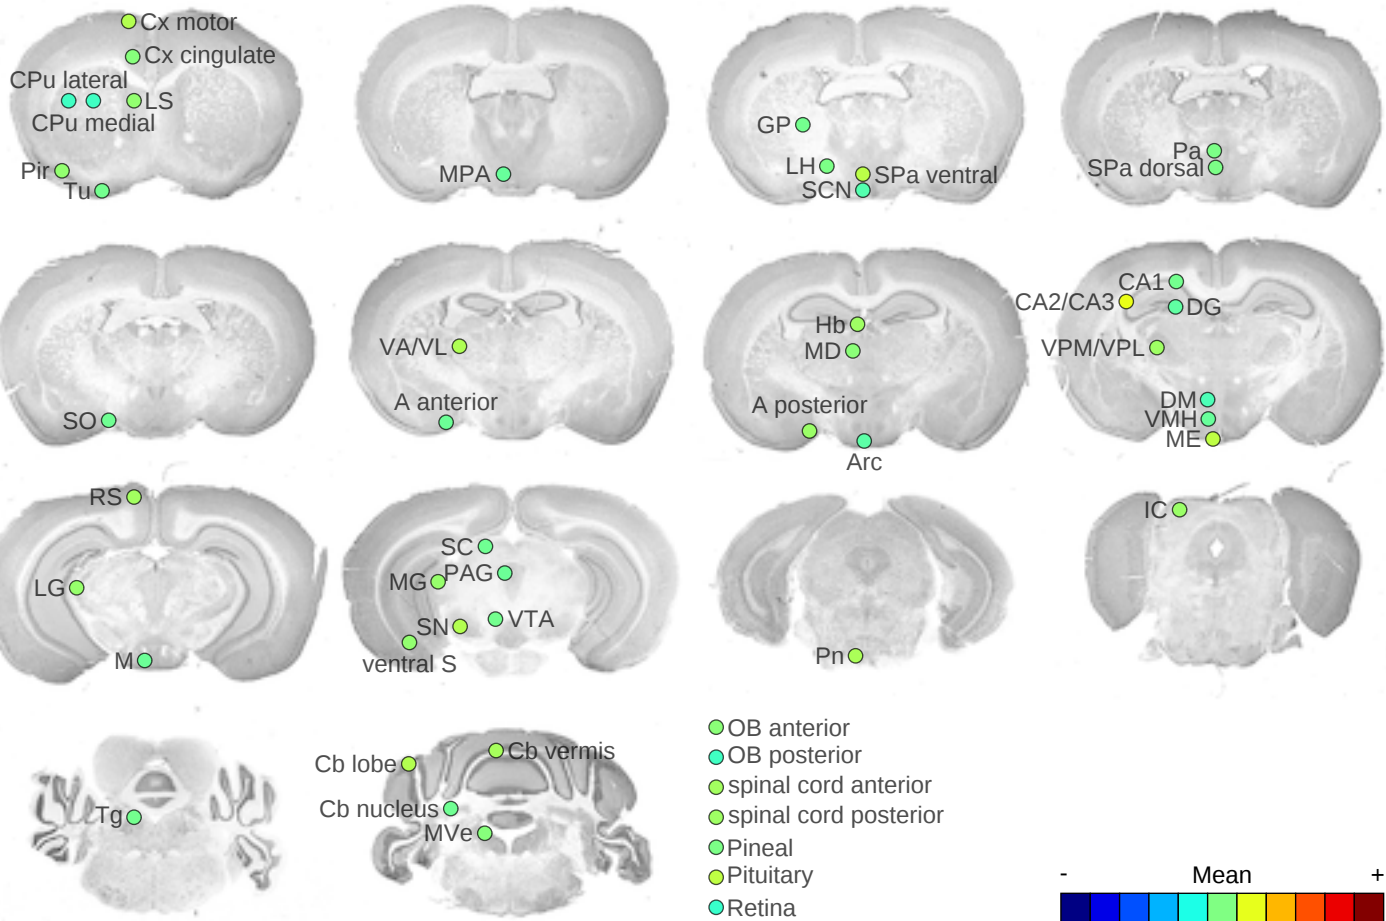 Cx motor
Cx cingulate
CPu lateral
LS
CPu medial
Pir
Tu
MPA
GP
LH
SPa ventral
SCN
Pa
SPa dorsal
SO
VA/VL
A anterior
Hb
MD
A posterior
Arc
CA1
CA2/CA3
DG
VPM/VPL
DM
VMH
ME
RS
LG
M
SC
PAG
MG
VTA
SN
ventral S
Pn
IC
Tg
Cb vermis
Cb lobe
Cb nucleus
MVe
OB anterior
OB posterior
spinal cord anterior
spinal cord posterior
Pineal
Pituitary
Retina
- Mean +